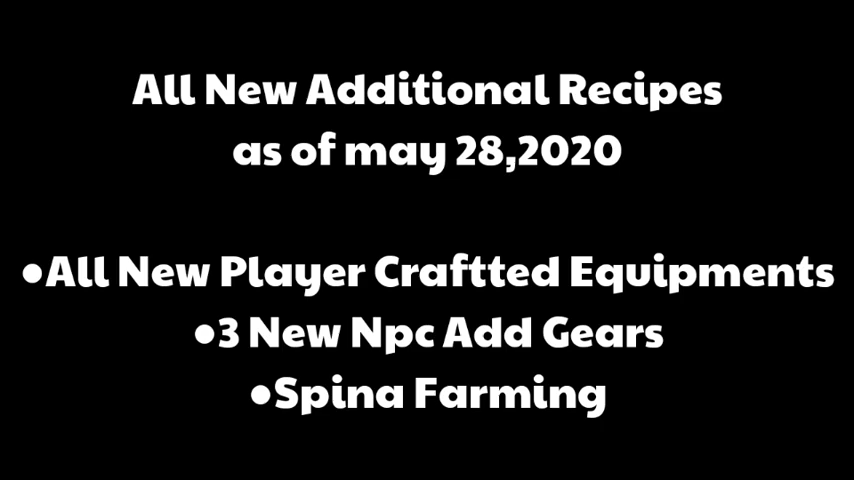 All New Additional Recipes
as of may 28,2020
•All New Player Craftted Equipments
•3 New Npc Add Gears
•Spina Farming